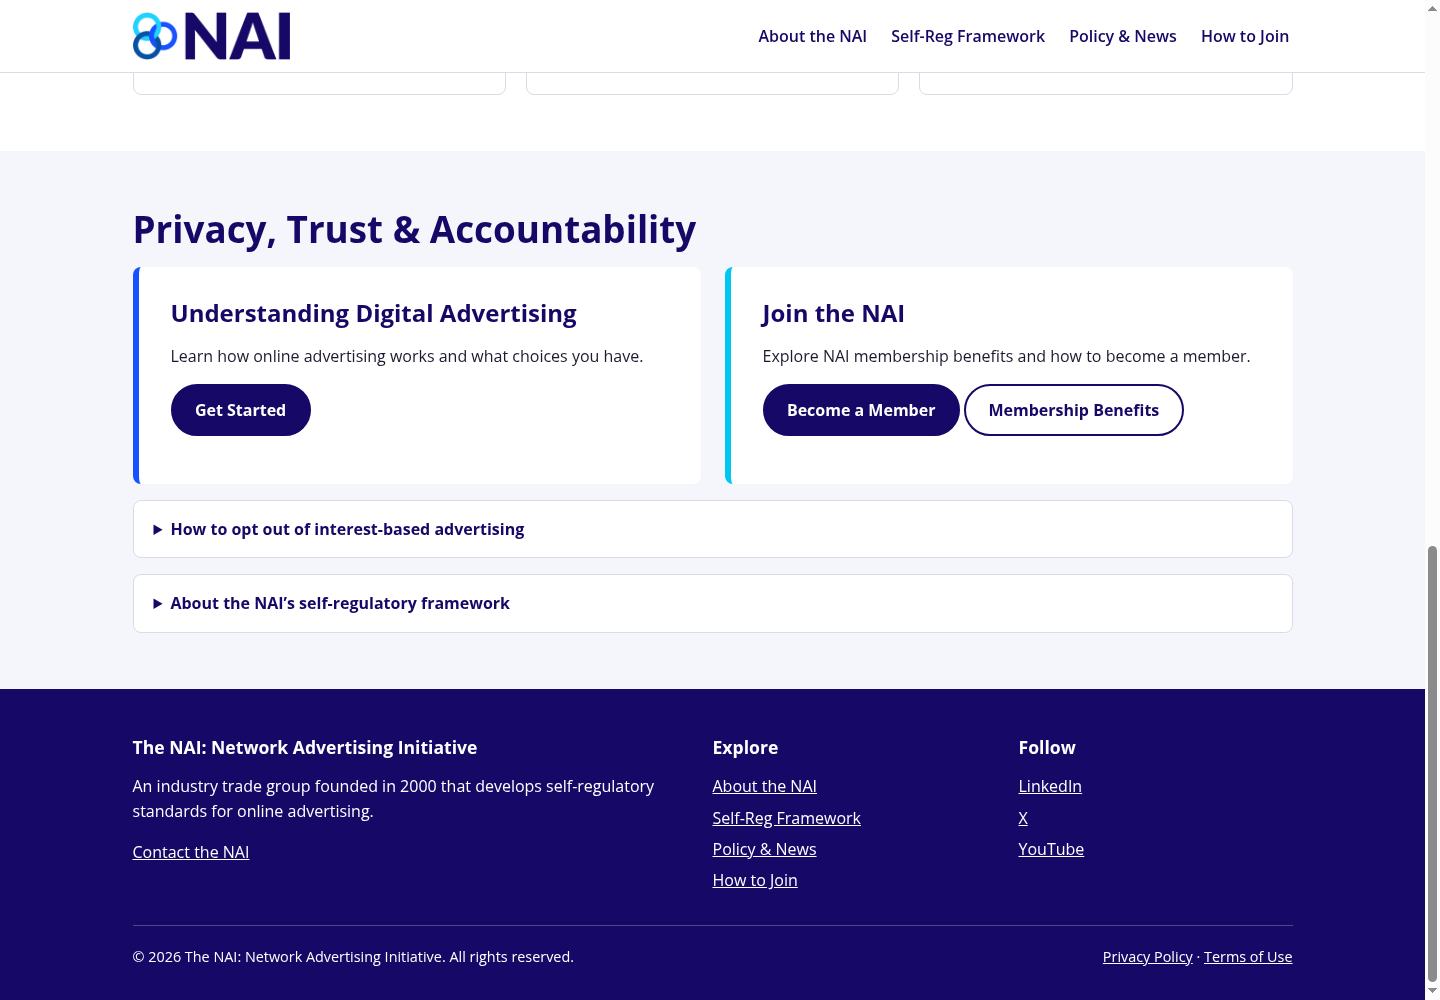 NAI
About the NAI
Self-Reg Framework
Policy & News
How to Join
Privacy, Trust & Accountability
Understanding Digital Advertising
Learn how online advertising works and what choices you have.
Get Started
Join the NAI
Explore NAI membership benefits and how to become a member.
Become a Member
Membership Benefits
How to opt out of interest-based advertising
About the NAI’s self-regulatory framework
The NAI: Network Advertising Initiative
An industry trade group founded in 2000 that develops self-regulatory
standards for online advertising.
Contact the NAI
Explore
About the NAI
Self-Reg Framework
Policy & News
How to Join
Follow
LinkedIn
X
YouTube
© 2026 The NAI: Network Advertising Initiative. All rights reserved.
Privacy Policy · Terms of Use